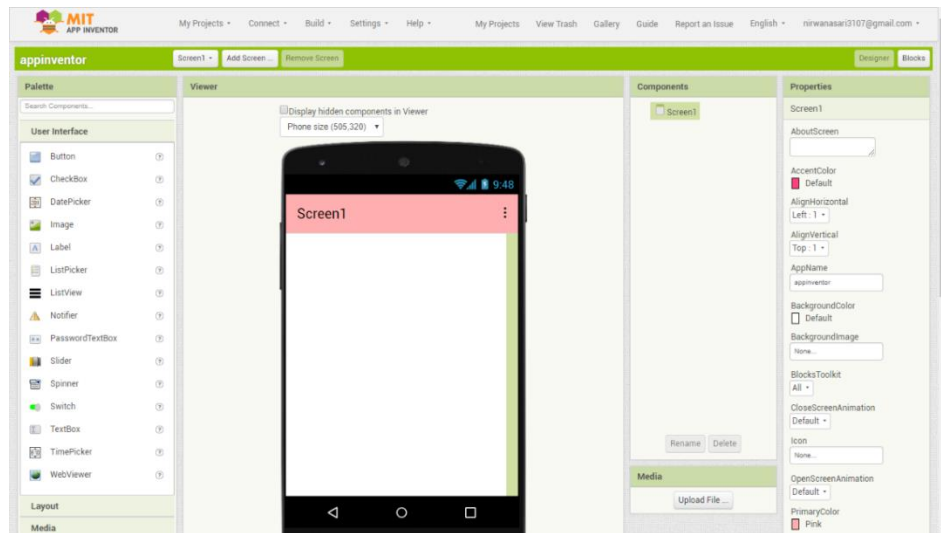 MIT
APP INVENTOR
My Projects Connect Build Settings Help My Projects View Trash Gallery Guide Report an Issue English nirwanasari3107@gmail.com
appinventor
Screen1 Add Screen ... Remove Screen Designer Blocks
Palette
Search Components...
User Interface
Button
CheckBox
DatePicker
Image
Label
ListPicker
ListView
Notifier
PasswordTextBox
Slider
Spinner
Switch
TextBox
TimePicker
WebViewer
Layout
Media
Viewer
Display hidden components in Viewer
Phone size (505,320)
9:48
Screen1
Components
Screen1
Rename Delete
Media
Upload File ...
Properties
Screen1
AboutScreen
AccentColor
Default
AlignHorizontal
Left : 1
AlignVertical
Top : 1
AppName
appinventor
BackgroundColor
Default
BackgroundImage
None...
BlocksToolkit
All
CloseScreenAnimation
Default
Icon
None...
OpenScreenAnimation
Default
PrimaryColor
Pink